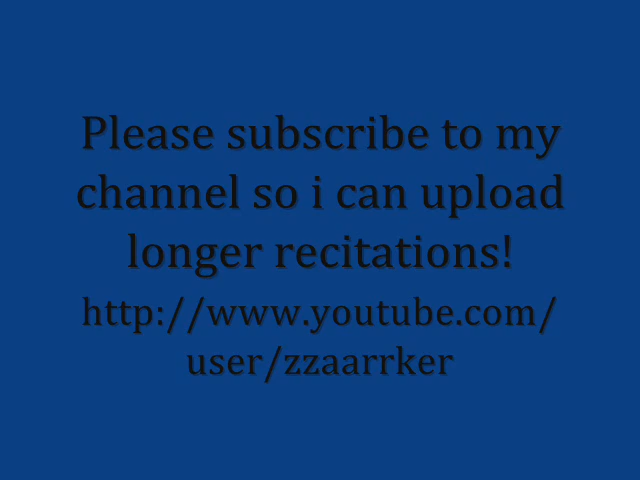 Please subscribe to my
channel so i can upload
longer recitations!
http://www.youtube.com/
user/zzaarrker